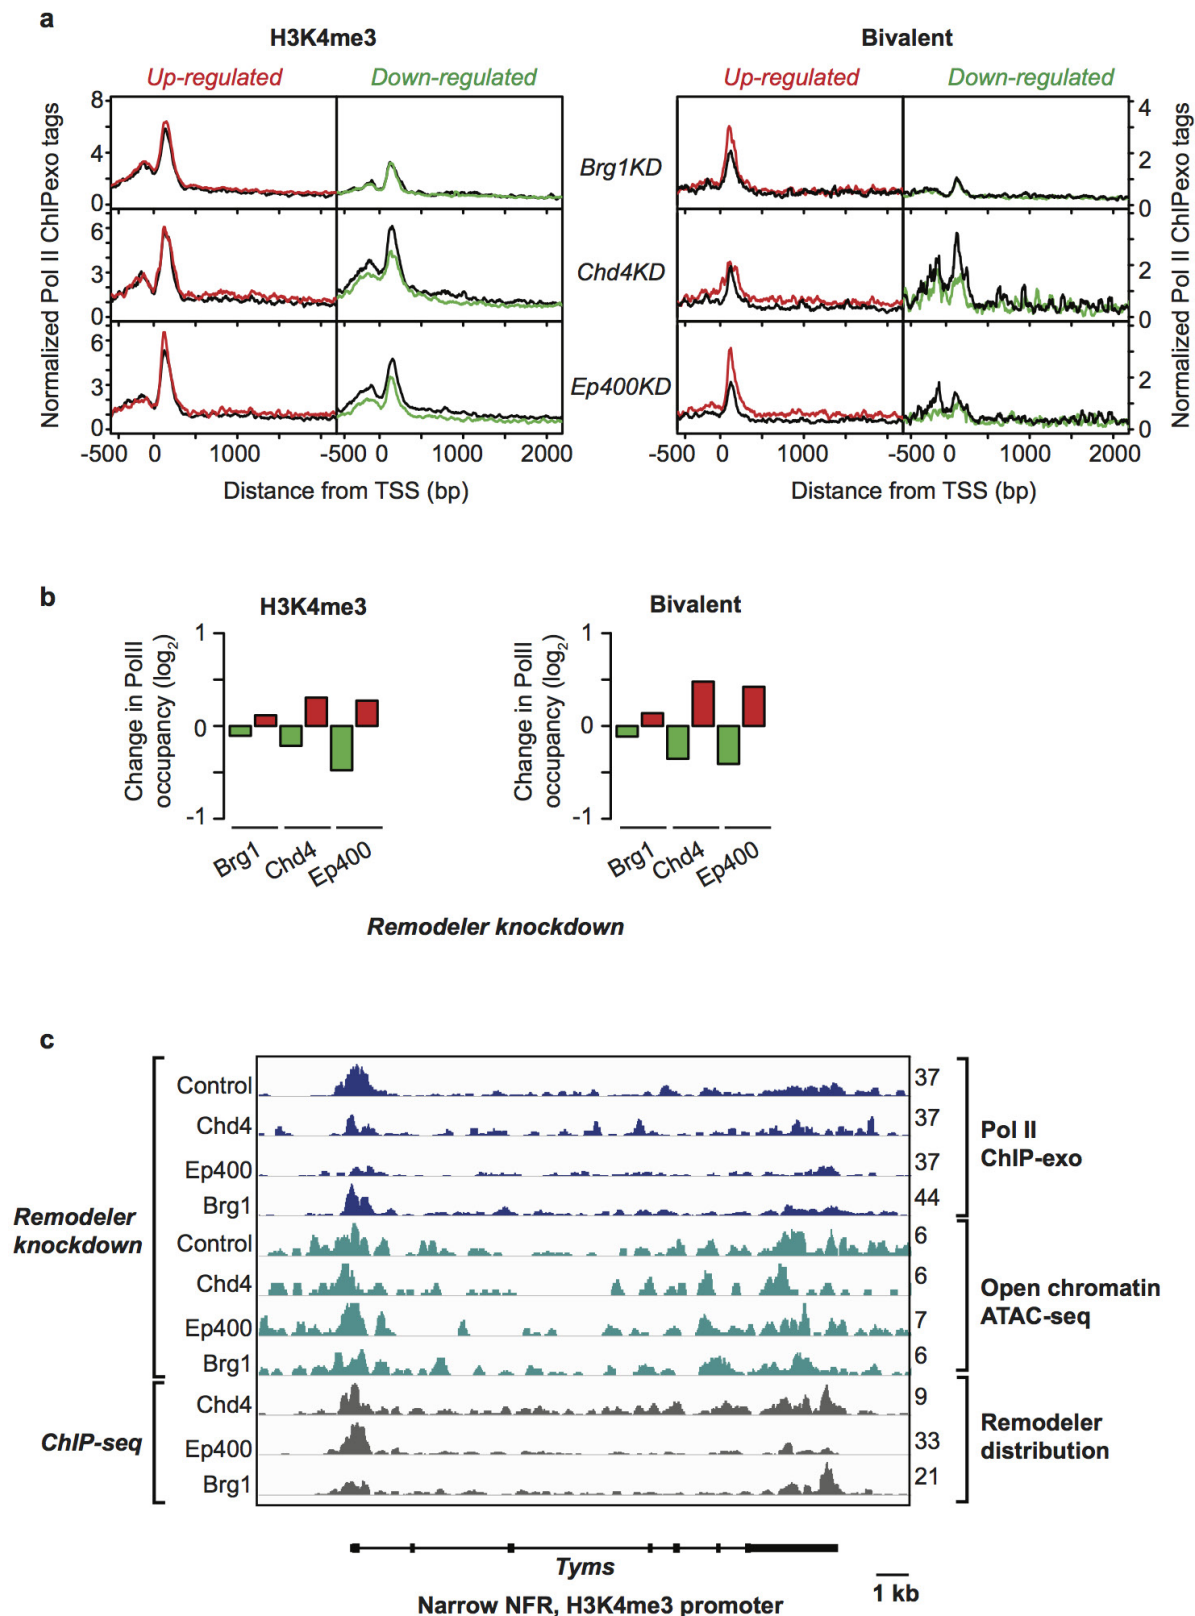 a
H3K4me3
Bivalent
Up-regulated
Down-regulated
Up-regulated
Down-regulated
Normalized Pol II ChIPexo tags
8
4
0
6
3
0
6
3
0
Brg1KD
Chd4KD
Ep400KD
4
2
0
2
0
2
0
Normalized Pol II ChIPexo tags
-500 0 1000 -500 0 1000 2000
-500 0 1000 -500 0 1000 2000
Distance from TSS (bp)
Distance from TSS (bp)
b
H3K4me3
Bivalent
Change in PolII
occupancy (log2)
1
0
-1
Brg1
Chd4
Ep400
Change in PolII
occupancy (log2)
1
0
-1
Brg1
Chd4
Ep400
Remodeler knockdown
c
Control 37
Chd4 37
Ep400 37
Brg1 44
Control 6
Chd4 6
Ep400 7
Brg1 6
Chd4 9
Ep400 33
Brg1 21
Remodeler
knockdown
ChIP-seq
Pol II
ChIP-exo
Open chromatin
ATAC-seq
Remodeler
distribution
Tyms
1 kb
Narrow NFR, H3K4me3 promoter